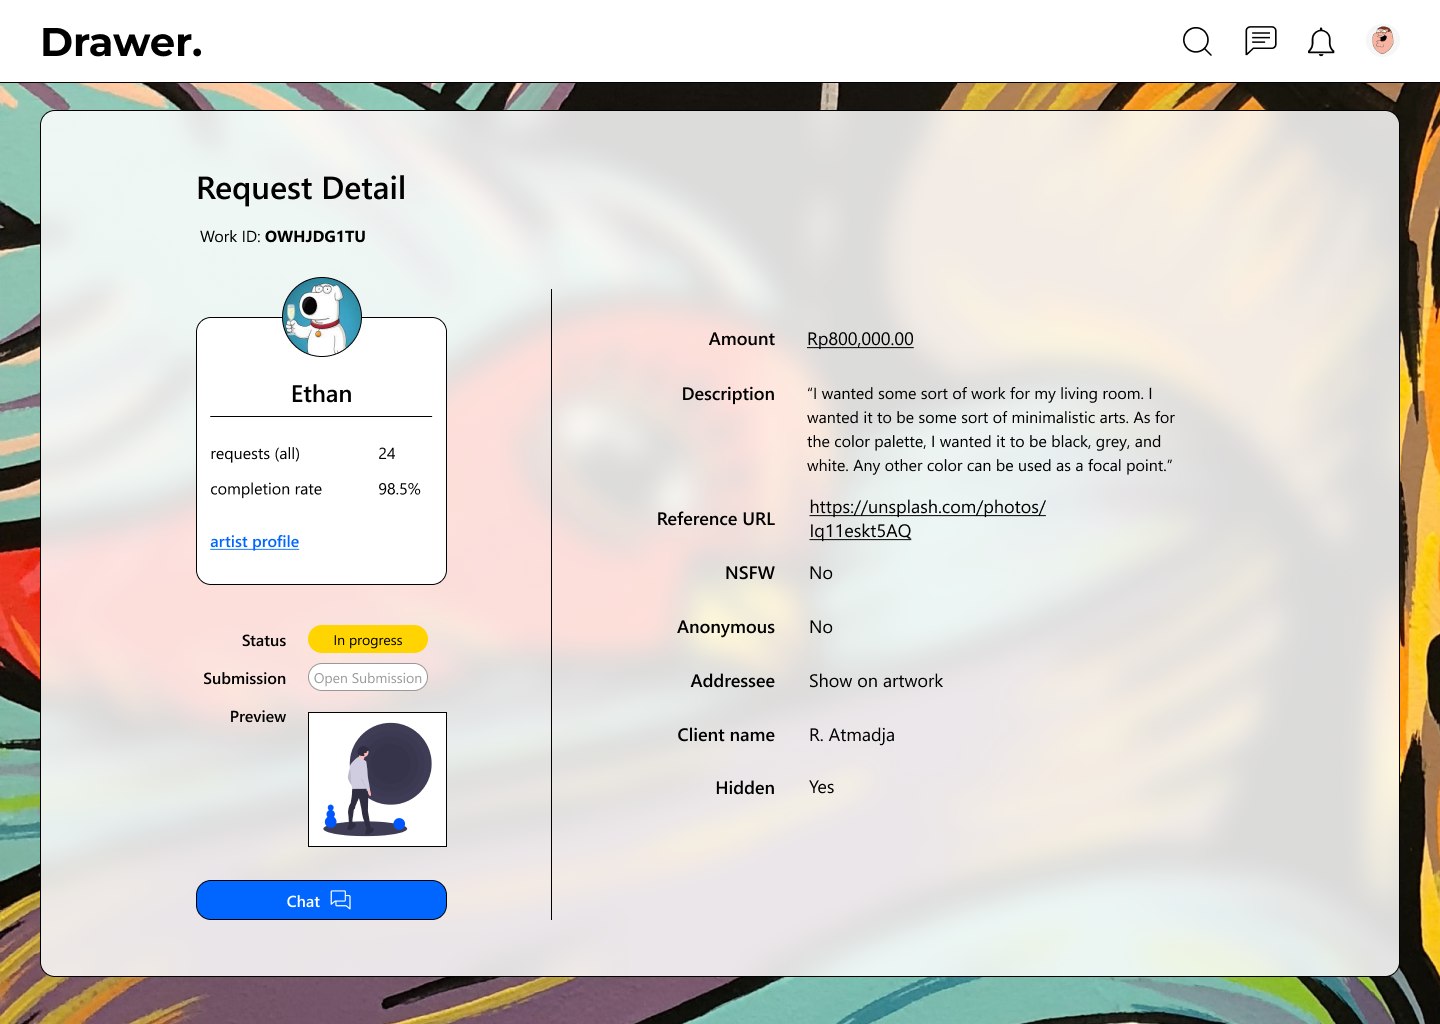 Drawer.
Request Detail
Work ID: OWHJDG1TU
Ethan
requests (all) 24
completion rate 98.5%
artist profile
Status In progress
Submission Open Submission
Preview
Chat
Amount Rp800,000.00
Description “I wanted some sort of work for my living room. I
wanted it to be some sort of minimalistic arts. As for
the color palette, I wanted it to be black, grey, and
white. Any other color can be used as a focal point.”
Reference URL https://unsplash.com/photos/
Iq11eskt5AQ
NSFW No
Anonymous No
Addressee Show on artwork
Client name R. Atmadja
Hidden Yes